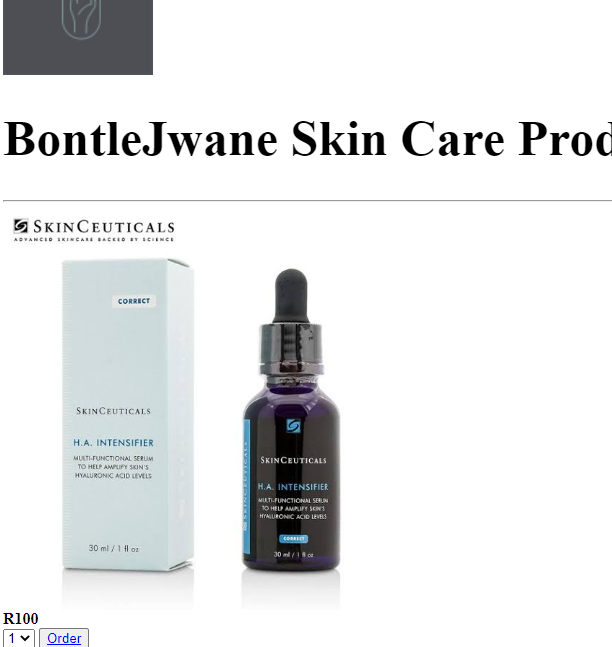 BontleJwane Skin Care Prod
SKINCEUTICALS
ADVANCED SKINCARE BACKED BY SCIENCE
CORRECT
SKINCEUTICALS
H.A. INTENSIFIER
MULTI-FUNCTIONAL SERUM
TO HELP AMPLIFY SKIN'S
HYALURONIC ACID LEVELS
30 ml / 1 fl oz
SKINCEUTICALS
SKINCEUTICALS
H.A. INTENSIFIER
MULTI-FUNCTIONAL SERUM
TO HELP AMPLIFY SKIN'S
HYALURONIC ACID LEVELS
CORRECT
30 ml / 1 fl oz
R100
1 Order